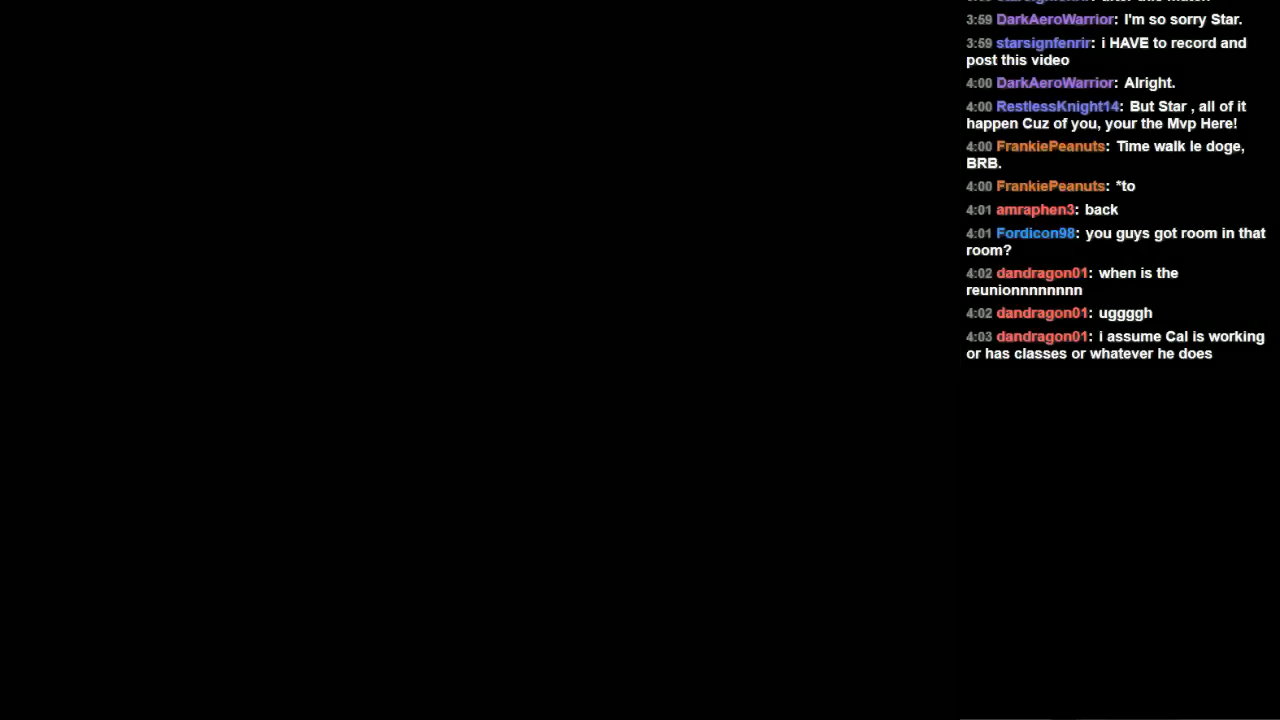 3:59 DarkAeroWarrior: I'm so sorry Star.
3:59 starsignfenrir: i HAVE to record and
post this video
4:00 DarkAeroWarrior: Alright.
4:00 RestlessKnight14: But Star , all of it
happen Cuz of you, your the Mvp Here!
4:00 FrankiePeanuts: Time walk le doge,
BRB.
4:00 FrankiePeanuts: *to
4:01 amraphen3: back
4:01 Fordicon98: you guys got room in that
room?
4:02 dandragon01: when is the
reunionnnnnnnn
4:02 dandragon01: uggggh
4:03 dandragon01: i assume Cal is working
or has classes or whatever he does